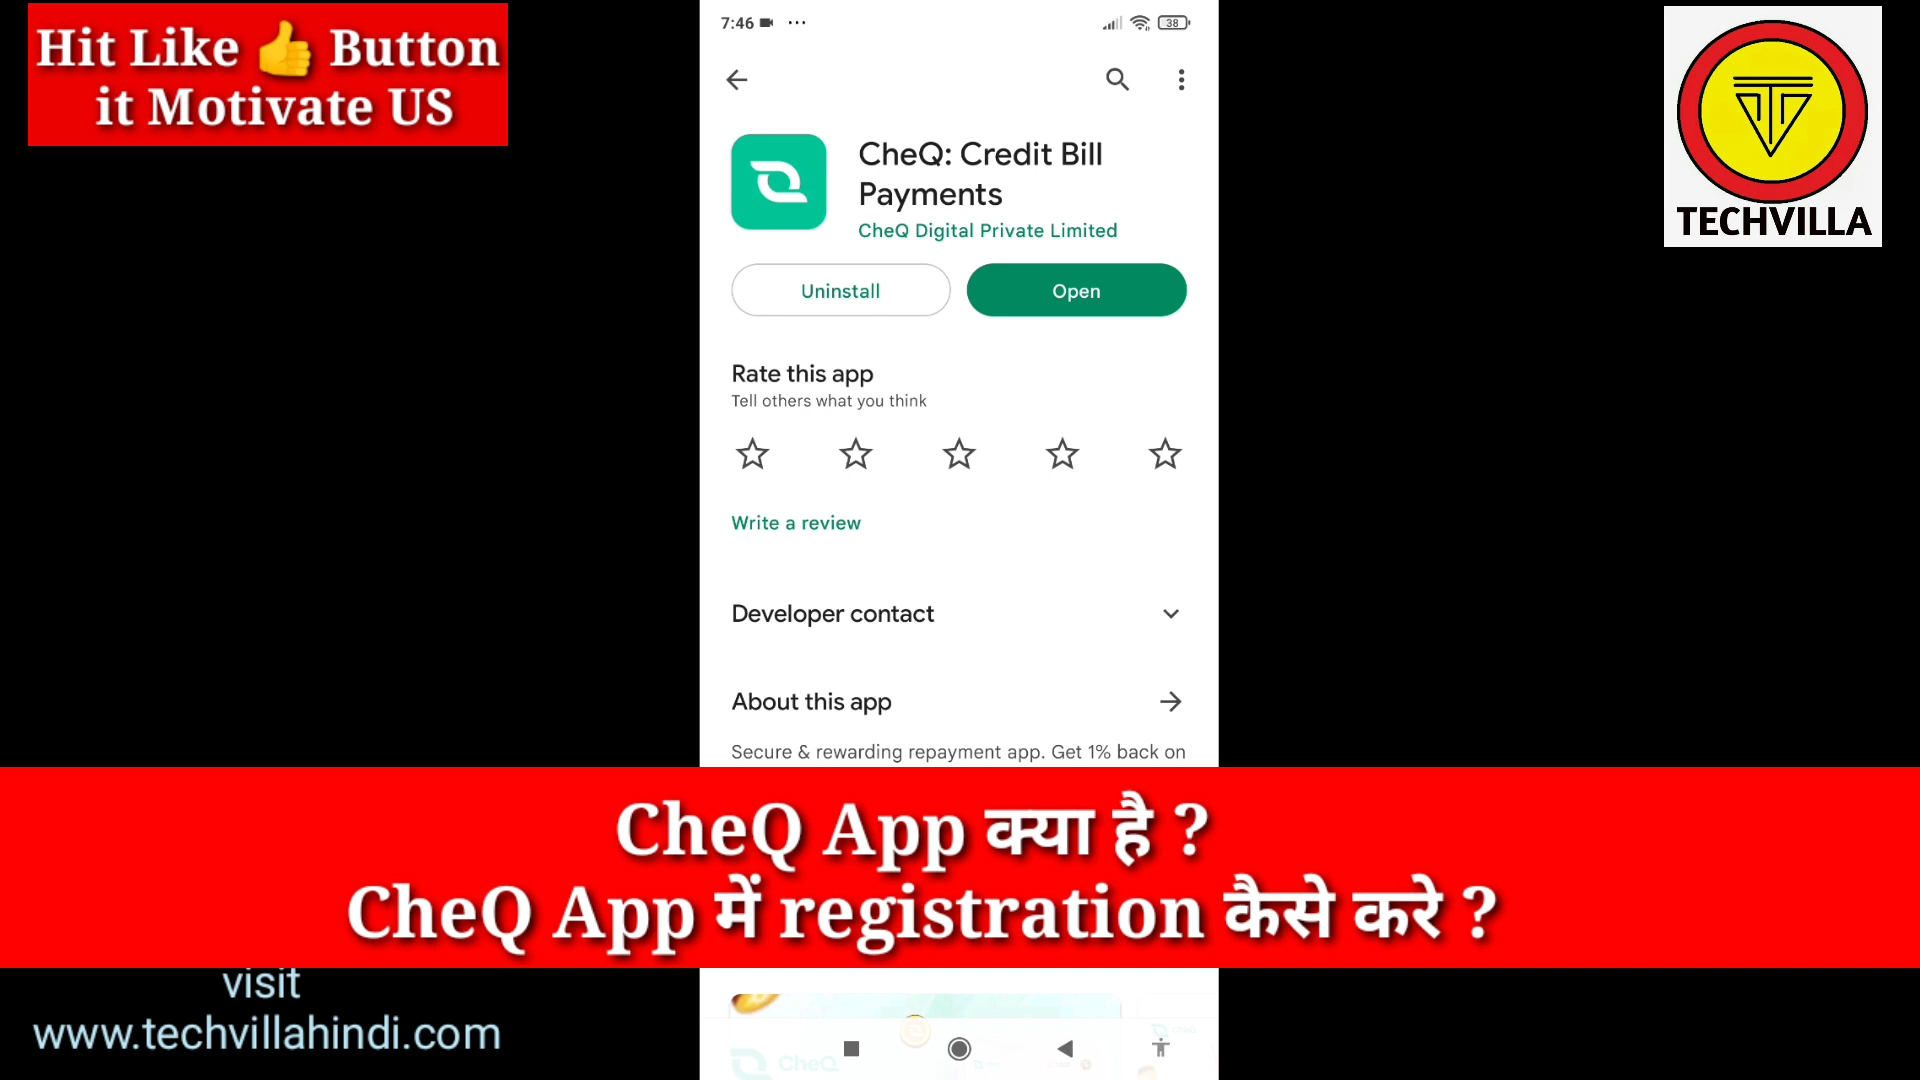 Hit Like 👍 Button
it Motivate US
7:46
38
TECHVILLA
CheQ: Credit Bill
Payments
CheQ Digital Private Limited
Uninstall
Open
Rate this app
Tell others what you think
Write a review
Developer contact
About this app
Secure & rewarding repayment app. Get 1% back on
CheQ App क्या है ?
CheQ App में registration कैसे करे ?
visit
www.techvillahindi.com
CheQ